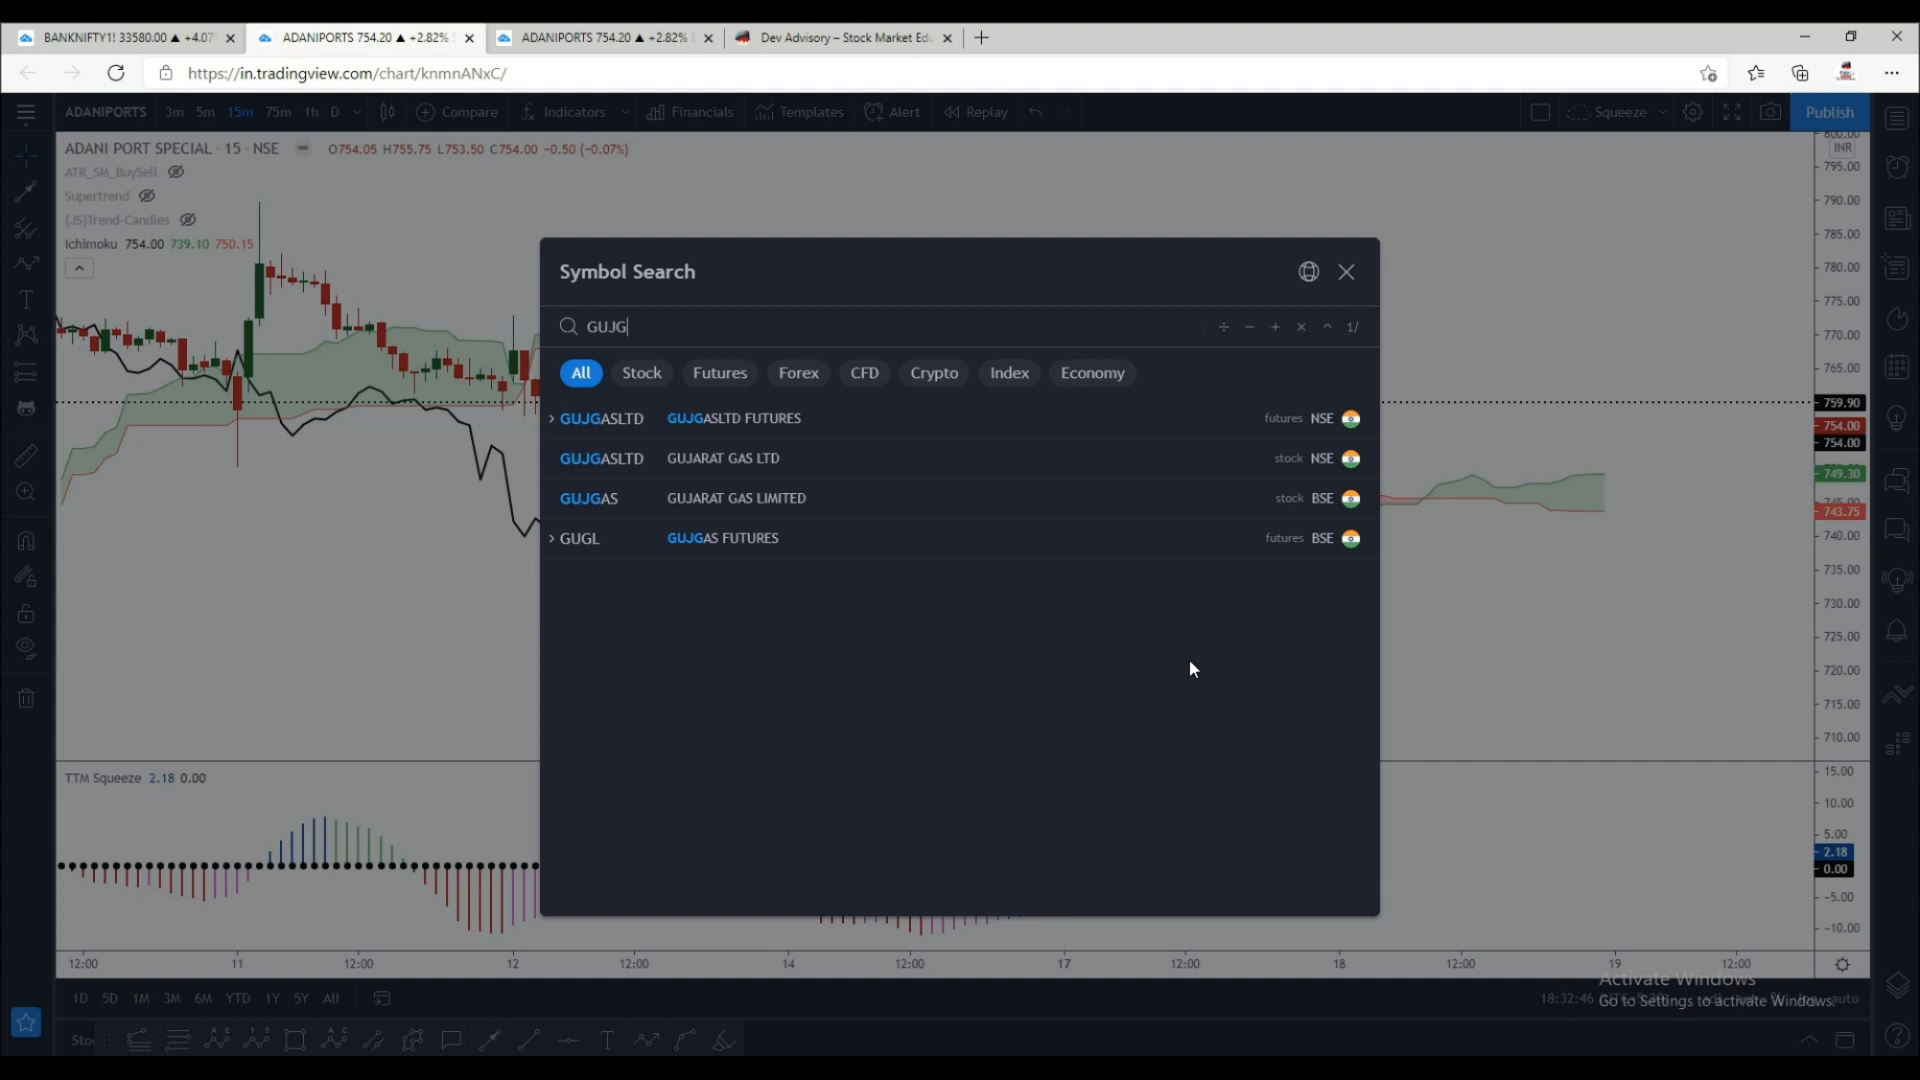 BANKNIFTY1! 33580.00 ▲ +4.07
ADANIPORTS 754.20 ▲ +2.82%
ADANIPORTS 754.20 ▲ +2.82%
Dev Advisory – Stock Market Edu
https://in.tradingview.com/chart/knmnANxC/
ADANIPORTS 3m 5m 15m 75m 1h D Compare Indicators Financials Templates Alert Replay Squeeze Publish
ADANI PORT SPECIAL · 15 · NSE O754.05 H755.75 L753.50 C754.00 −0.50 (−0.07%)
ATR_SM_BuySell
Supertrend
(JS)Trend-Candles
Ichimoku 754.00 739.10 750.15
Symbol Search
GUJG
÷ − + × ^ 1/
All Stock Futures Forex CFD Crypto Index Economy
GUJGASLTD GUJGASLTD FUTURES futures NSE
GUJGASLTD GUJARAT GAS LTD stock NSE
GUJGAS GUJARAT GAS LIMITED stock BSE
GUGL GUJGAS FUTURES futures BSE
800.00
INR
795.00
790.00
785.00
780.00
775.00
770.00
765.00
759.90
754.00
754.00
749.30
745.00
743.75
740.00
735.00
730.00
725.00
720.00
715.00
710.00
TTM Squeeze 2.18 0.00
15.00
10.00
5.00
2.18
0.00
−5.00
−10.00
12:00 11 12:00 12 12:00 14 12:00 17 12:00 18 12:00 19 12:00
Activate Windows
Go to Settings to activate Windows.
1D 5D 1M 3M 6M YTD 1Y 5Y All
18:32:46 auto
Sto